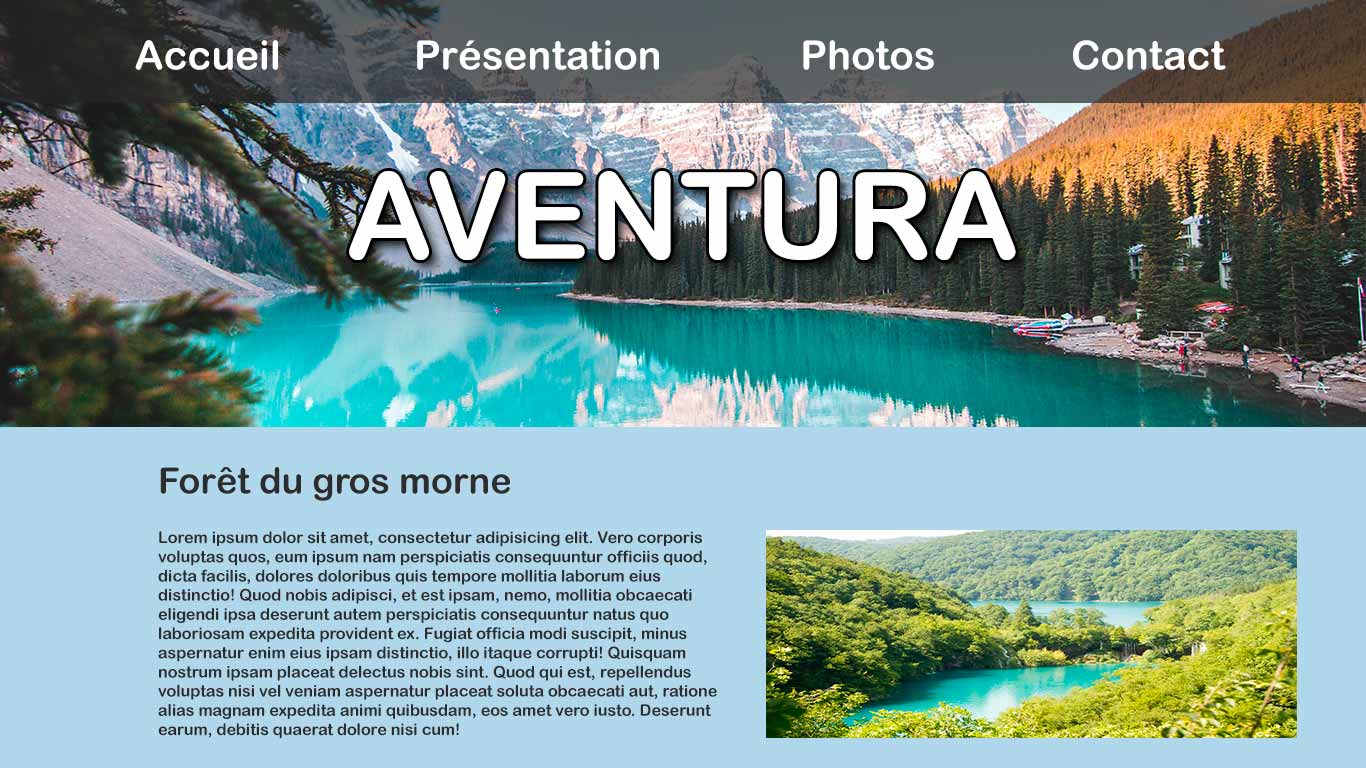 Accueil Présentation Photos Contact
AVENTURA
Forêt du gros morne
Lorem ipsum dolor sit amet, consectetur adipisicing elit. Vero corporis
voluptas quos, eum ipsum nam perspiciatis consequuntur officiis quod,
dicta facilis, dolores doloribus quis tempore mollitia laborum eius
distinctio! Quod nobis adipisci, et est ipsam, nemo, mollitia obcaecati
eligendi ipsa deserunt autem perspiciatis consequuntur natus quo
laboriosam expedita provident ex. Fugiat officia modi suscipit, minus
aspernatur enim eius ipsam distinctio, illo itaque corrupti! Quisquam
nostrum ipsam placeat delectus nobis sint. Quod qui est, repellendus
voluptas nisi vel veniam aspernatur placeat soluta obcaecati aut, ratione
alias magnam expedita animi quibusdam, eos amet vero iusto. Deserunt
earum, debitis quaerat dolore nisi cum!